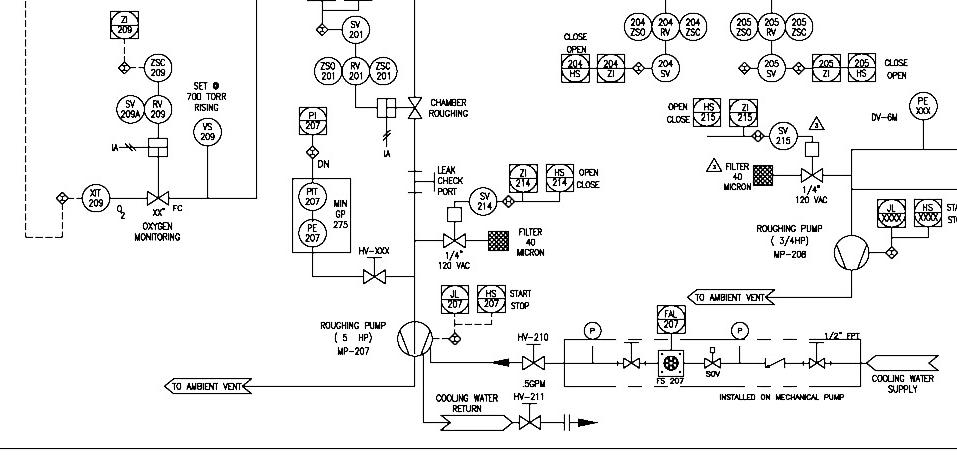 ZI
209
ZSC
209
SV
209A
RV
209
SET @
700 TORR
RISING
VS
209
IA
XIT
209
O2
XX"
FC
OXYGEN
MONITORING
SV
201
ZSO
201
RV
201
ZSC
201
CHAMBER
ROUGHING
IA
PI
207
DN
PIT
207
PE
207
MIN
GP
275
HV-XXX
LEAK
CHECK
PORT
SV
214
ZI
214
HS
214
OPEN
CLOSE
1/4"
120 VAC
FILTER
40
MICRON
204
ZSO
204
RV
204
ZSC
CLOSE
OPEN
204
HS
204
ZI
204
SV
205
ZSO
205
RV
205
ZSC
205
SV
205
ZI
205
HS
CLOSE
OPEN
OPEN
CLOSE
HS
215
ZI
215
SV
215
3
3
FILTER
40
MICRON
1/4"
120 VAC
DV-6M
PE
XXX
JL
XXXX
HS
XXXX
STA
STO
ROUGHING PUMP
( 3/4HP)
MP-208
TO AMBIENT VENT
JL
207
HS
207
START
STOP
ROUGHING PUMP
( 5 HP)
MP-207
TO AMBIENT VENT
HV-210
P
FAL
207
FS 207
SOV
P
1/2" FPT
COOLING WATER
SUPPLY
INSTALLED ON MECHANICAL PUMP
COOLING WATER
RETURN
.5GPM
HV-211